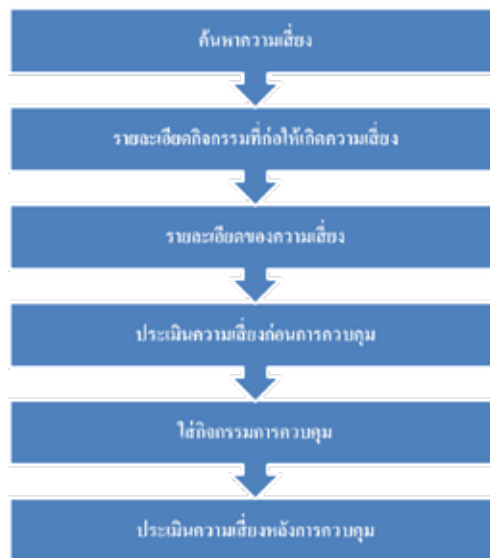 ค้นหาความเสี่ยง
รายละเอียดกิจกรรมที่ก่อให้เกิดความเสี่ยง
รายละเอียดของความเสี่ยง
ประเมินความเสี่ยงก่อนการควบคุม
ใส่กิจกรรมการควบคุม
ประเมินความเสี่ยงหลังการควบคุม